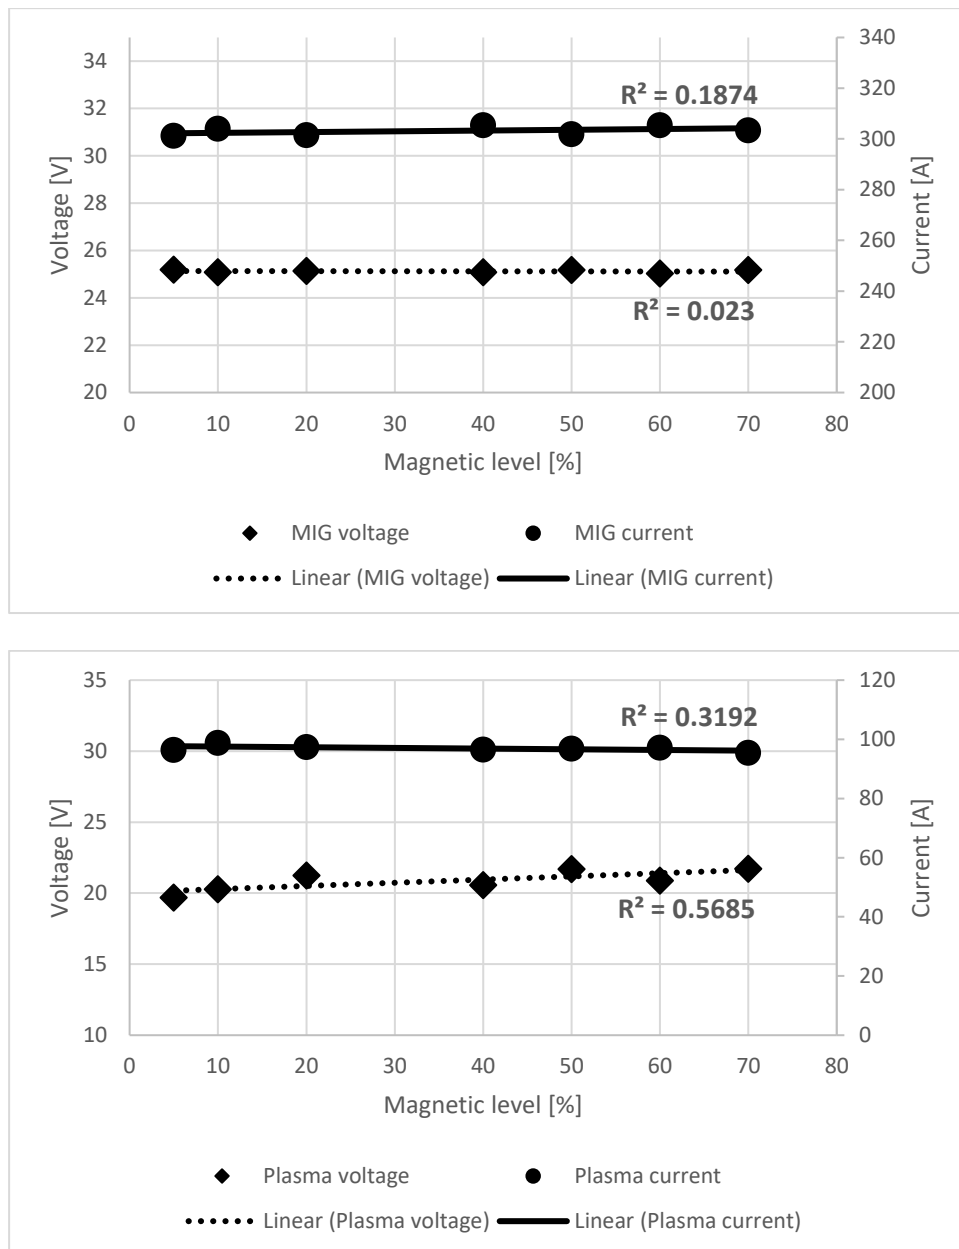 34
32
30
28
26
24
22
20
Voltage [V]
340
320
300
280
260
240
220
200
Current [A]
R² = 0.1874
R² = 0.023
0 10 20 30 40 50 60 70 80
Magnetic level [%]
MIG voltage MIG current
Linear (MIG voltage) Linear (MIG current)
35
30
25
20
15
10
Voltage [V]
120
100
80
60
40
20
0
Current [A]
R² = 0.3192
R² = 0.5685
0 10 20 30 40 50 60 70 80
Magnetic level [%]
Plasma voltage Plasma current
Linear (Plasma voltage) Linear (Plasma current)